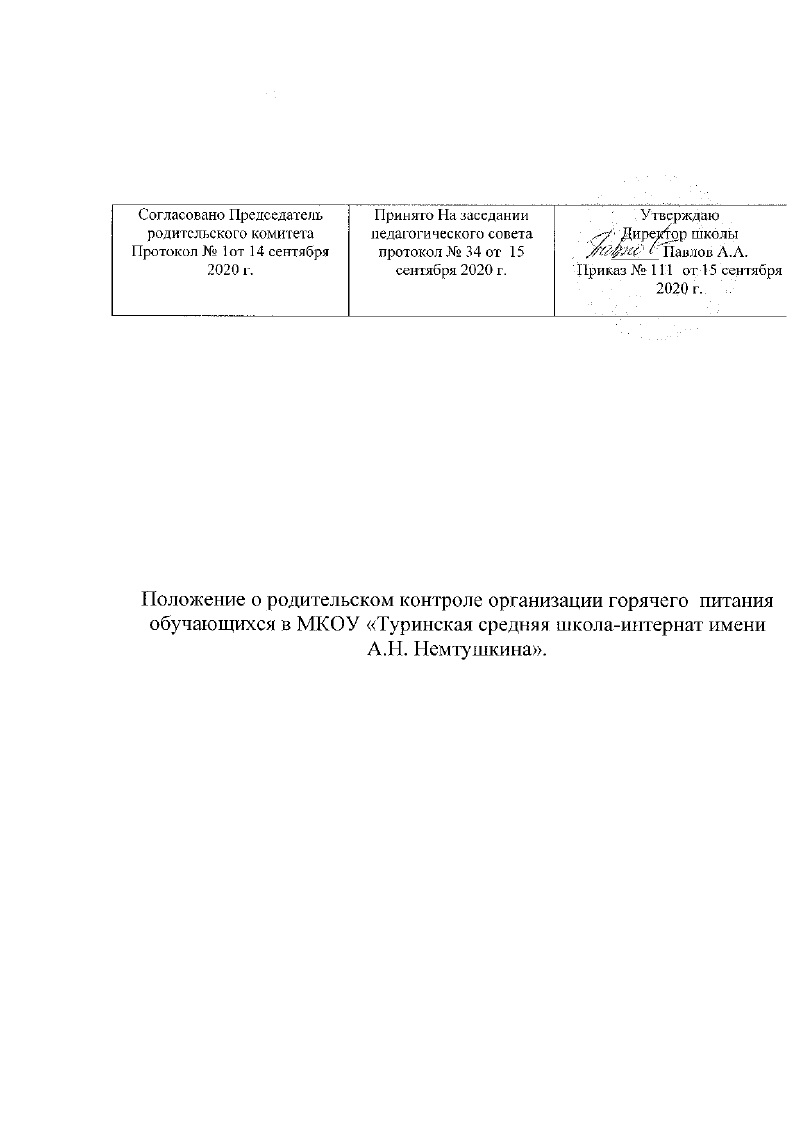 Согласовано Председатель
родительского комитета
Протокол № 1от 14 сентября
2020 г.
Принято На заседании
педагогического совета
протокол № 34 от 15
сентября 2020 г.
Утверждаю
Директор школы
Павлов А.А.
Приказ № 111 от 15 сентября
2020 г.
Положение о родительском контроле организации горячего питания
обучающихся в МКОУ «Туринская средняя школа-интернат имени
А.Н. Немтушкина».